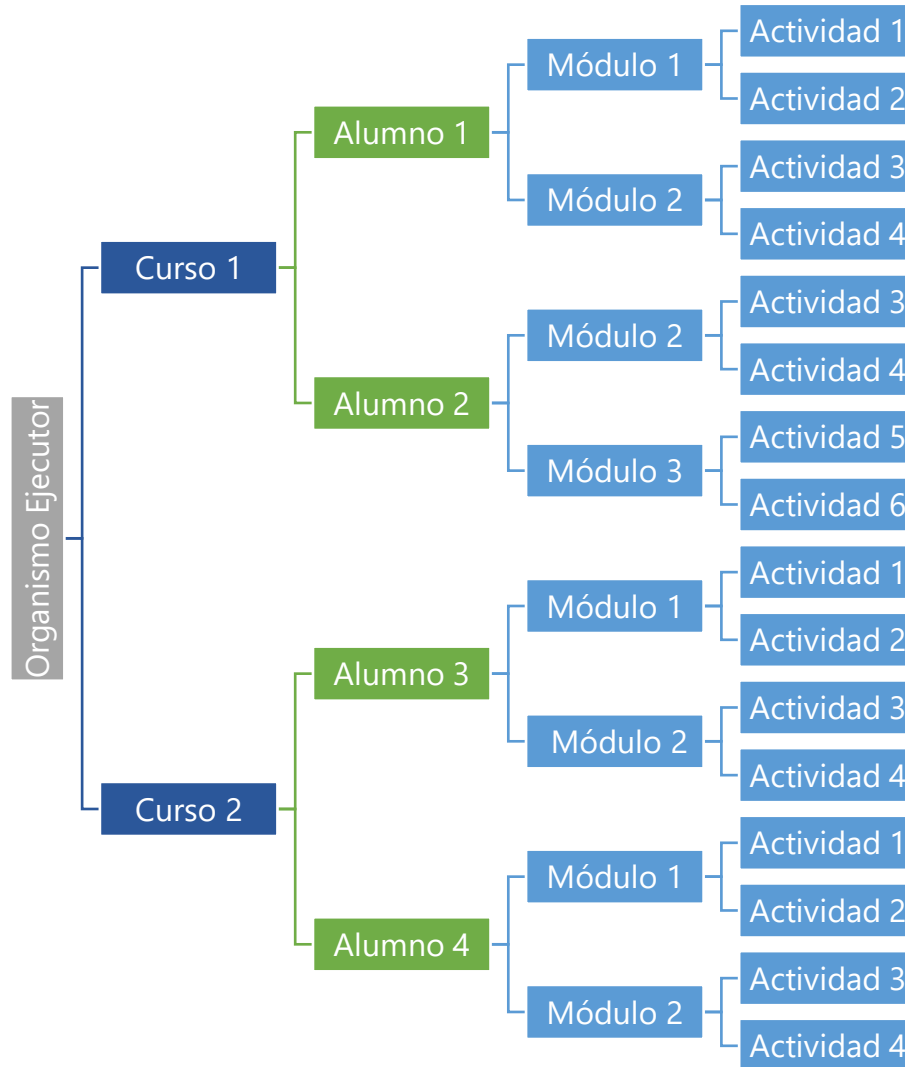 Organismo Ejecutor
Curso 1
Alumno 1
Módulo 1
Actividad 1
Actividad 2
Módulo 2
Actividad 3
Actividad 4
Alumno 2
Módulo 2
Actividad 3
Actividad 4
Módulo 3
Actividad 5
Actividad 6
Curso 2
Alumno 3
Módulo 1
Actividad 1
Actividad 2
Módulo 2
Actividad 3
Actividad 4
Alumno 4
Módulo 1
Actividad 1
Actividad 2
Módulo 2
Actividad 3
Actividad 4